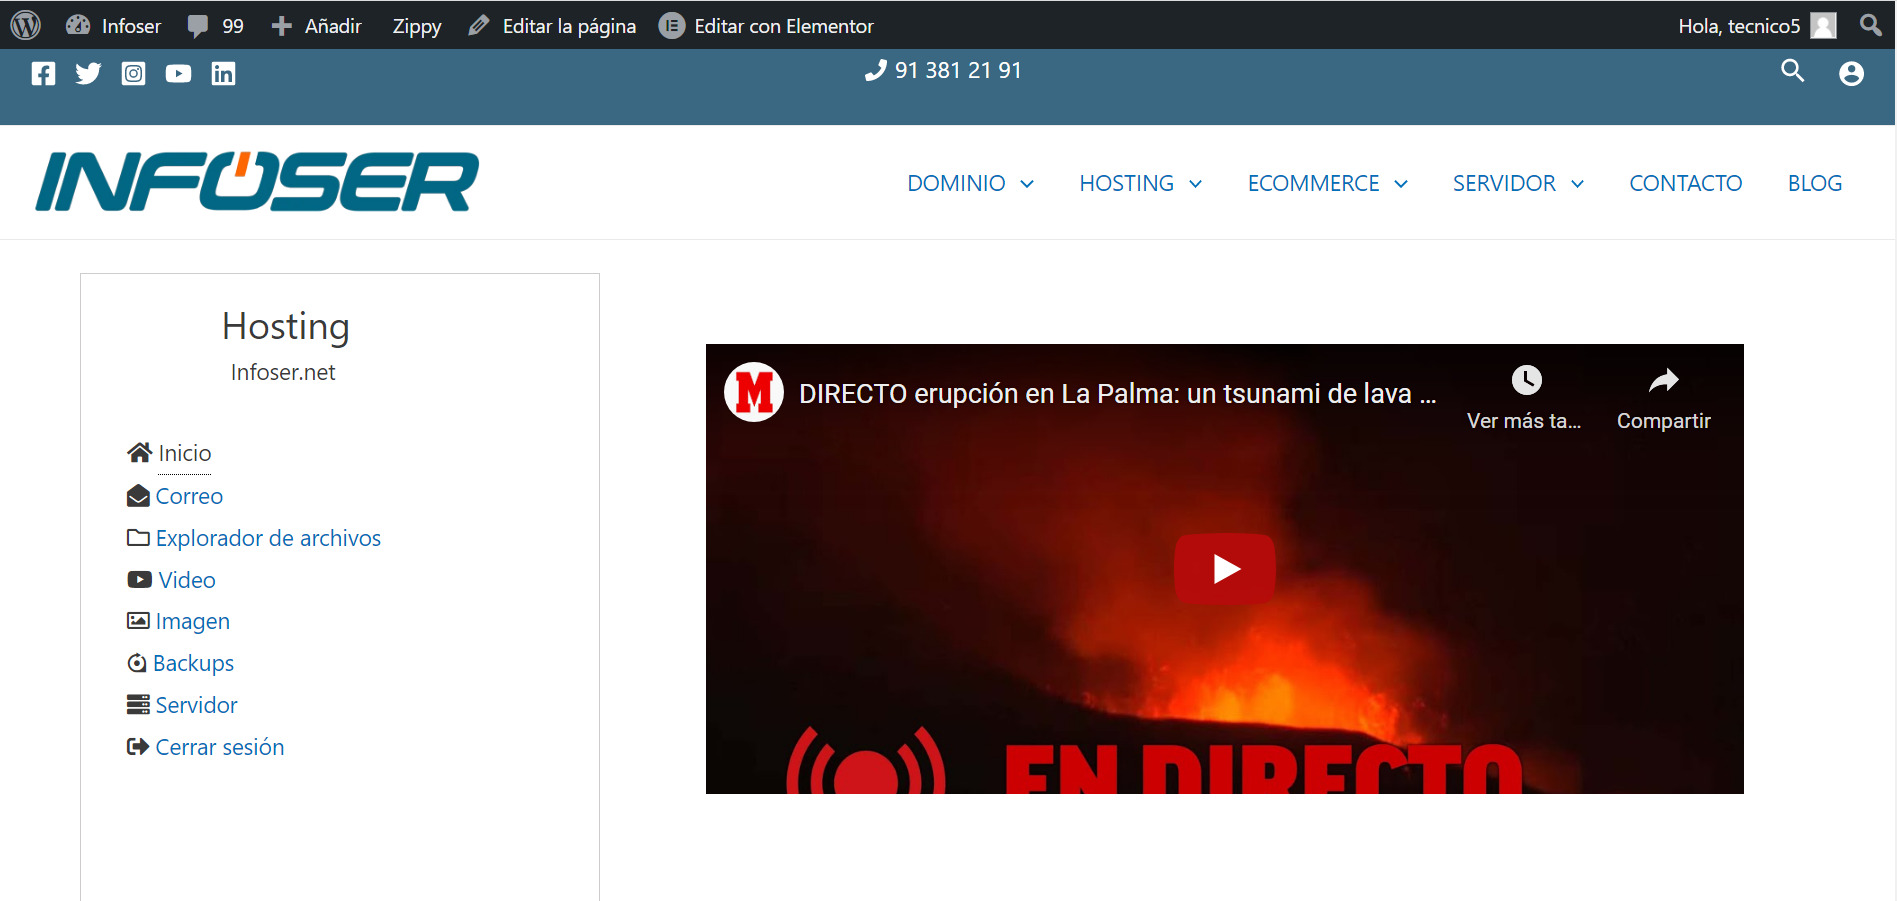 Infoser 99 Añadir Zippy Editar la página Editar con Elementor Hola, tecnico5
91 381 21 91
INFOSER
DOMINIO HOSTING ECOMMERCE SERVIDOR CONTACTO BLOG
Hosting
Infoser.net
Inicio
Correo
Explorador de archivos
Video
Imagen
Backups
Servidor
Cerrar sesión
M
DIRECTO erupción en La Palma: un tsunami de lava ...
Ver más ta...
Compartir
EN DIRECTO